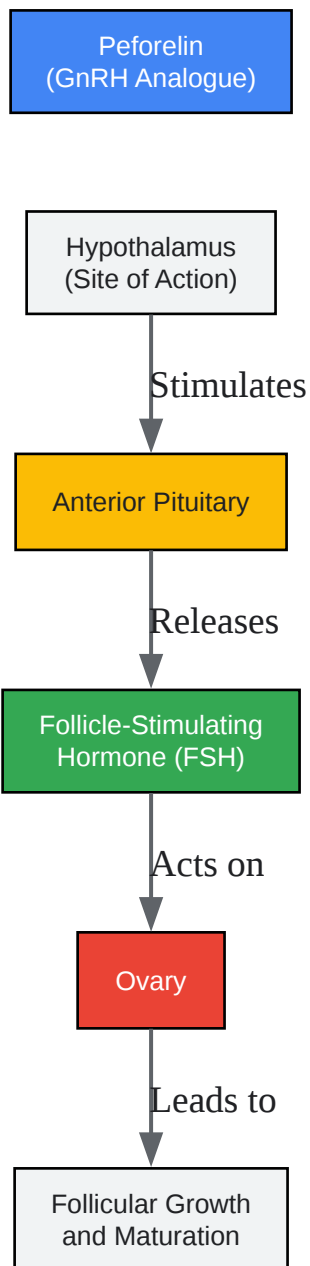 Peforelin
(GnRH Analogue)
Hypothalamus
(Site of Action)
Stimulates
Anterior Pituitary
Releases
Follicle-Stimulating
Hormone (FSH)
Acts on
Ovary
Leads to
Follicular Growth
and Maturation